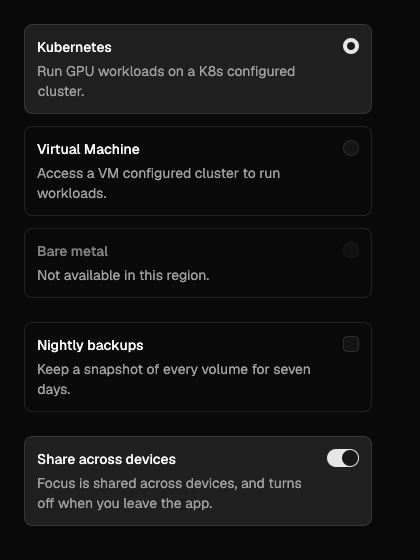 Kubernetes
Run GPU workloads on a K8s configured
cluster.
Virtual Machine
Access a VM configured cluster to run
workloads.
Bare metal
Not available in this region.
Nightly backups
Keep a snapshot of every volume for seven
days.
Share across devices
Focus is shared across devices, and turns
off when you leave the app.